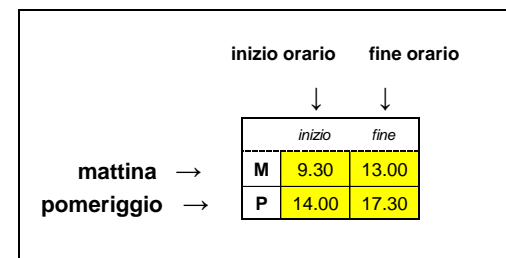 inizio orario fine orario
↓ ↓
inizio fine
mattina → M 9.30 13.00
pomeriggio → P 14.00 17.30